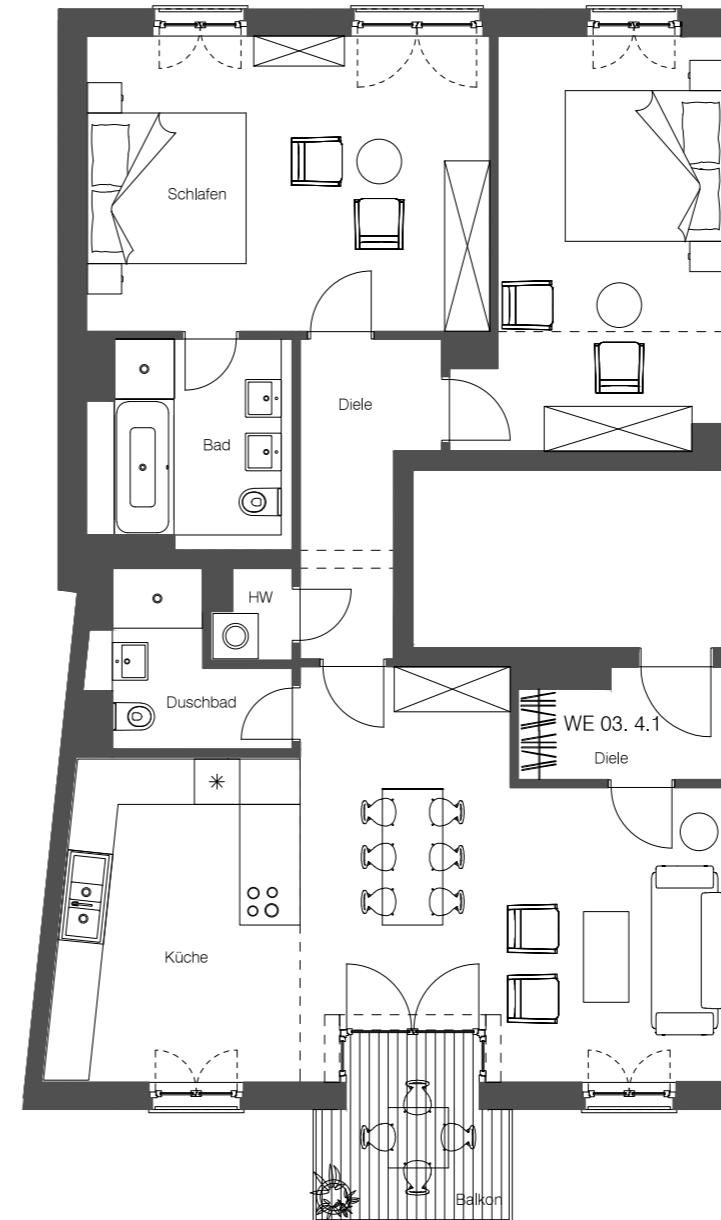 Schlafen
Diele
Bad
HW
Duschbad
WE 03. 4.1
Diele
Küche
Balkon